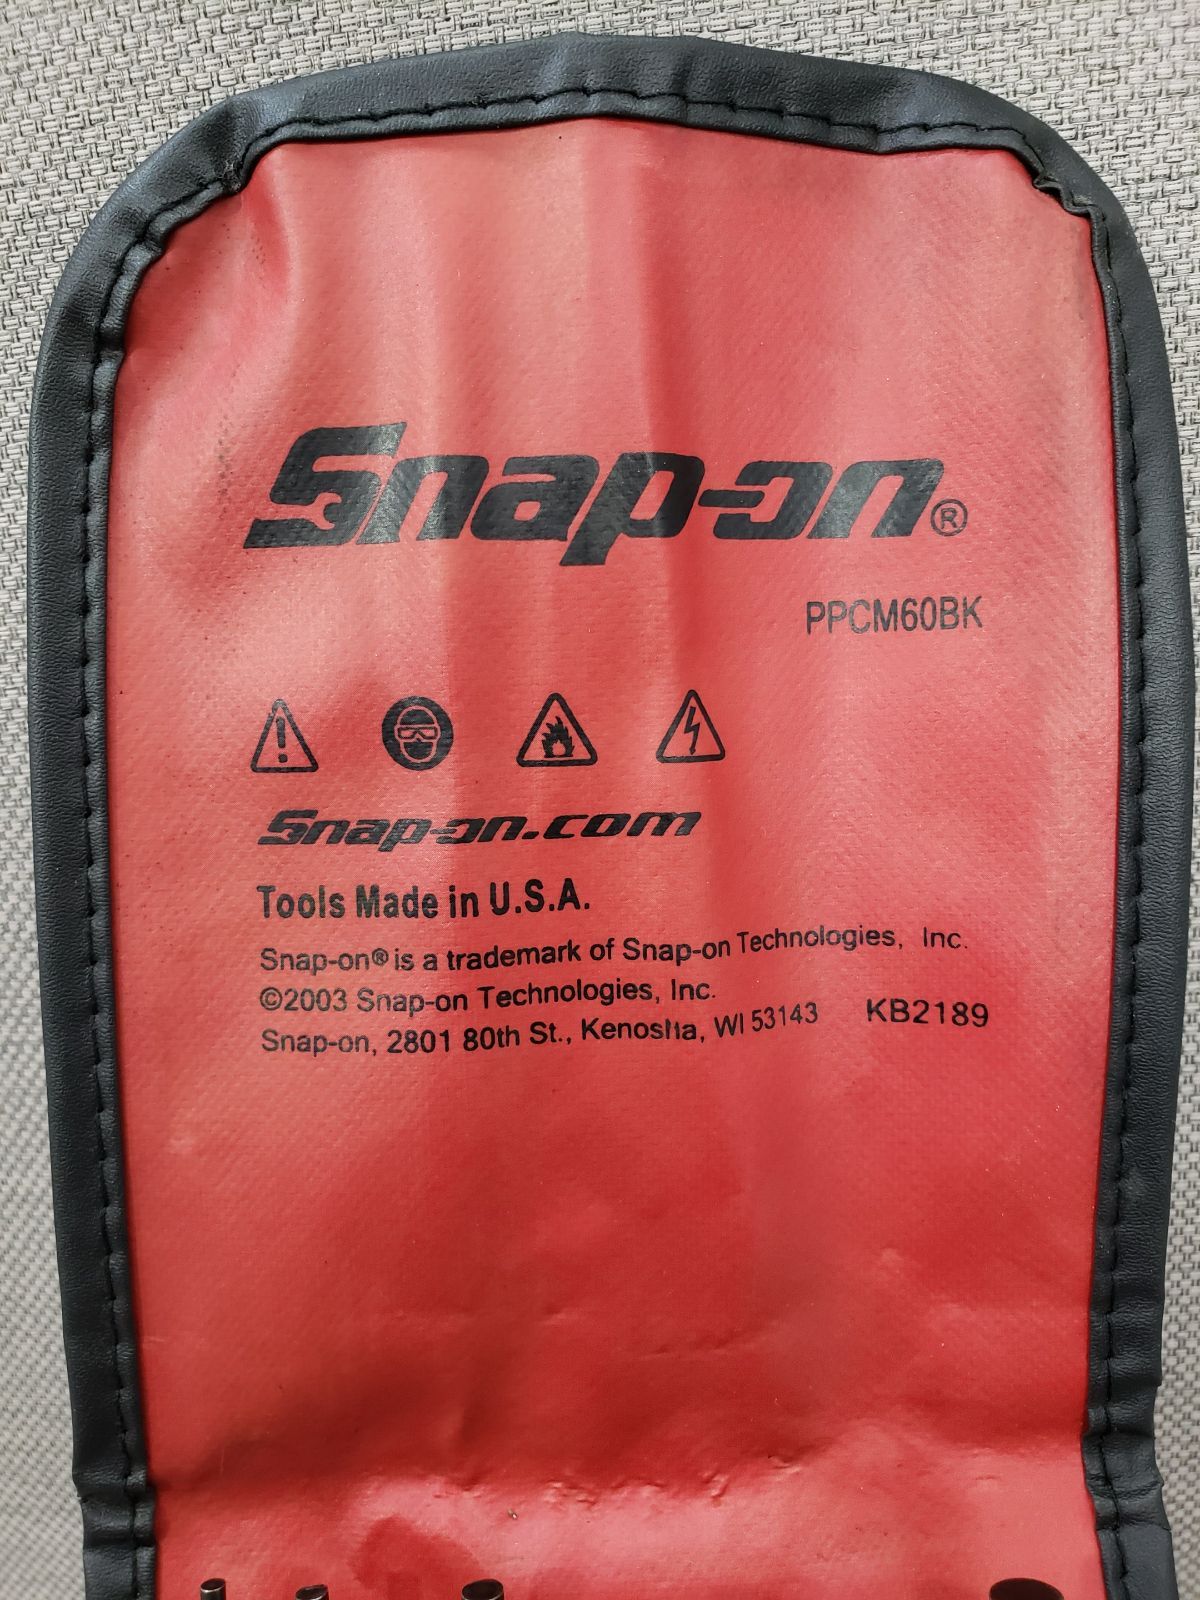 Snap-on®
PPCM60BK
Snap-on.com
Tools Made in U.S.A.
Snap-on® is a trademark of Snap-on Technologies, Inc.
©2003 Snap-on Technologies, Inc.
Snap-on, 2801 80th St., Kenosha, WI 53143 KB2189